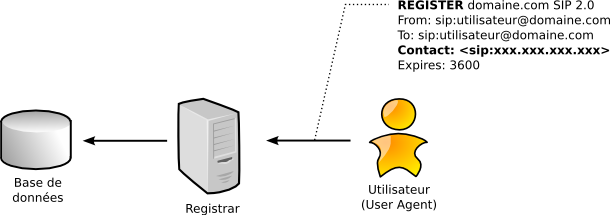 REGISTER domaine.com SIP 2.0
From: sip:utilisateur@domaine.com
To: sip:utilisateur@domaine.com
Contact: <sip:xxx.xxx.xxx.xxx>
Expires: 3600
Base de
données
Registrar
Utilisateur
(User Agent)